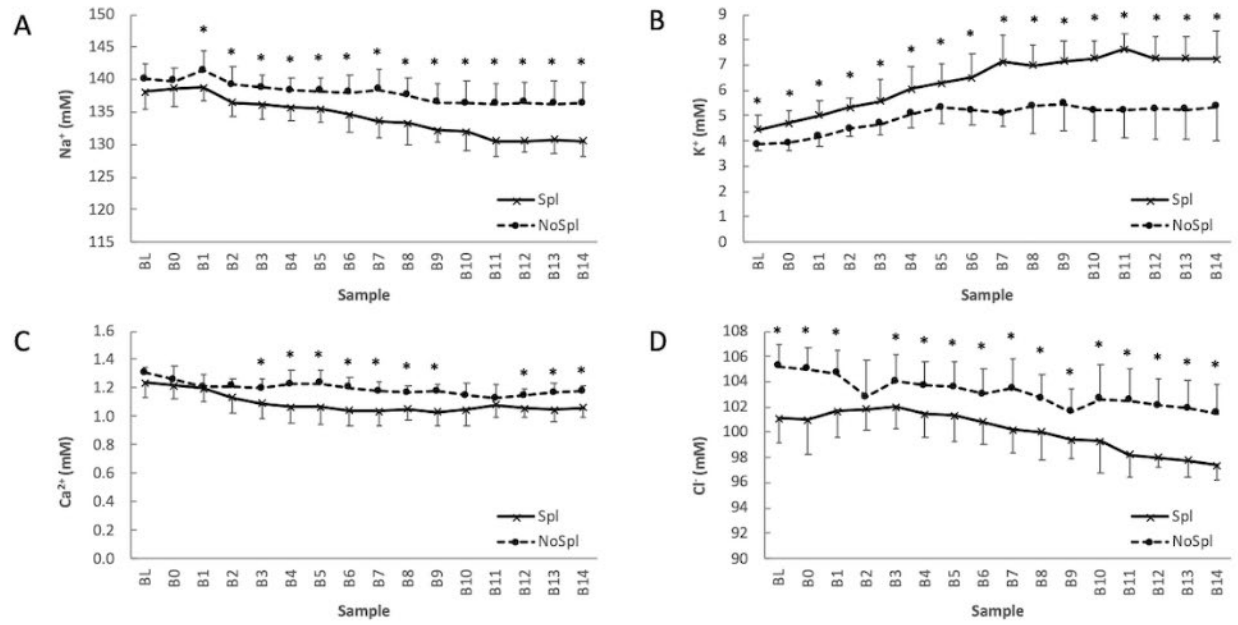 A
150
145
140
135
130
125
120
115
Na⁺ (mM)
* * * * * * * * * * * * * *
Spl
NoSpl
BL B0 B1 B2 B3 B4 B5 B6 B7 B8 B9 B10 B11 B12 B13 B14
Sample
B
9
8
7
6
5
4
3
2
1
0
K⁺ (mM)
* * * * * * * * * * * * * * * *
Spl
NoSpl
BL B0 B1 B2 B3 B4 B5 B6 B7 B8 B9 B10 B11 B12 B13 B14
Sample
C
1.6
1.4
1.2
1.0
0.8
0.6
0.4
0.2
0.0
Ca²⁺ (mM)
* * * * * * * * * *
Spl
NoSpl
BL B0 B1 B2 B3 B4 B5 B6 B7 B8 B9 B10 B11 B12 B13 B14
Sample
D
108
106
104
102
100
98
96
94
92
90
Cl⁻ (mM)
* * * * * * * * * * * * * * *
Spl
NoSpl
BL B0 B1 B2 B3 B4 B5 B6 B7 B8 B9 B10 B11 B12 B13 B14
Sample